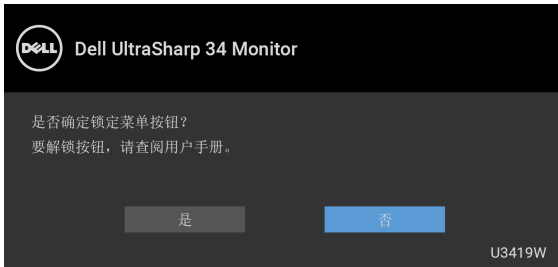 DELL
Dell UltraSharp 34 Monitor
是否确定锁定菜单按钮?
要解锁按钮，请查阅用户手册。
是
否
U3419W